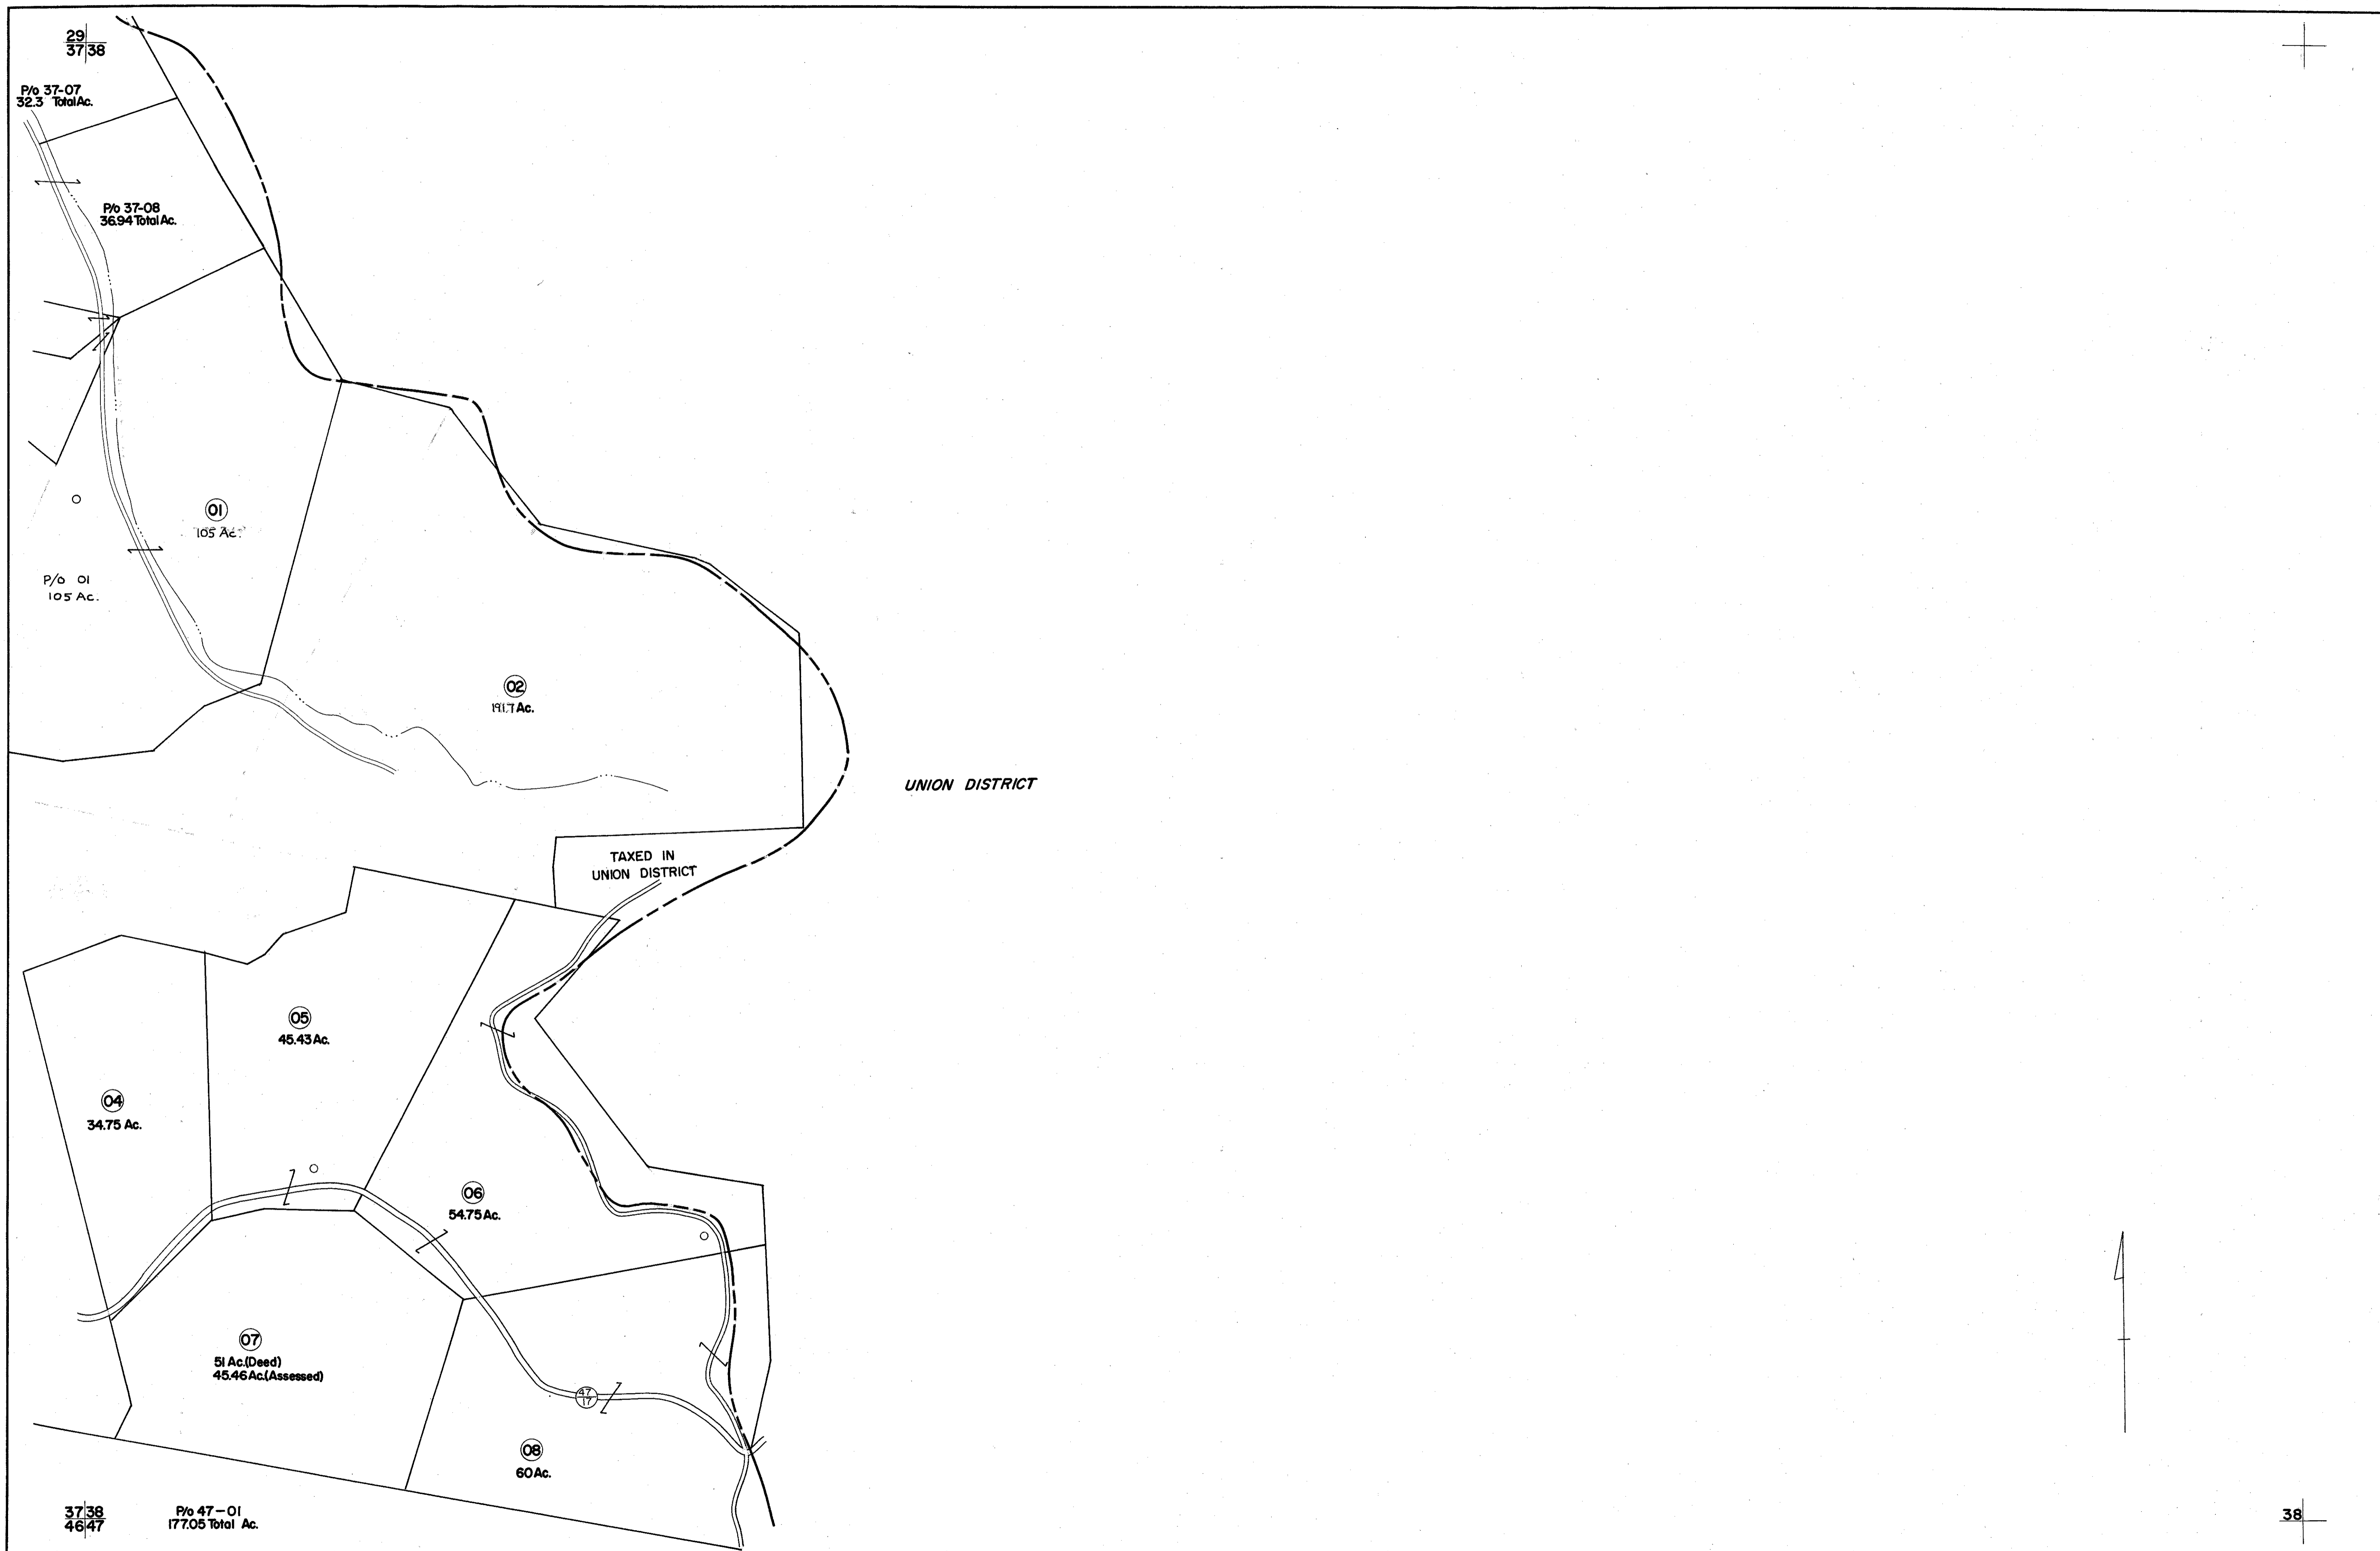 29
37 38
P/o 37-07
32.3 Total Ac.
P/o 37-08
36.94 Total Ac.
01
105 Ac.
P/o 01
105 Ac.
02
191.7 Ac.
UNION DISTRICT
TAXED IN
UNION DISTRICT
05
45.43 Ac.
04
34.75 Ac.
06
54.75 Ac.
07
51 Ac.(Deed)
45.46 Ac.(Assessed)
47
17
08
60 Ac.
37 38
46 47
P/o 47-01
177.05 Total Ac.
38